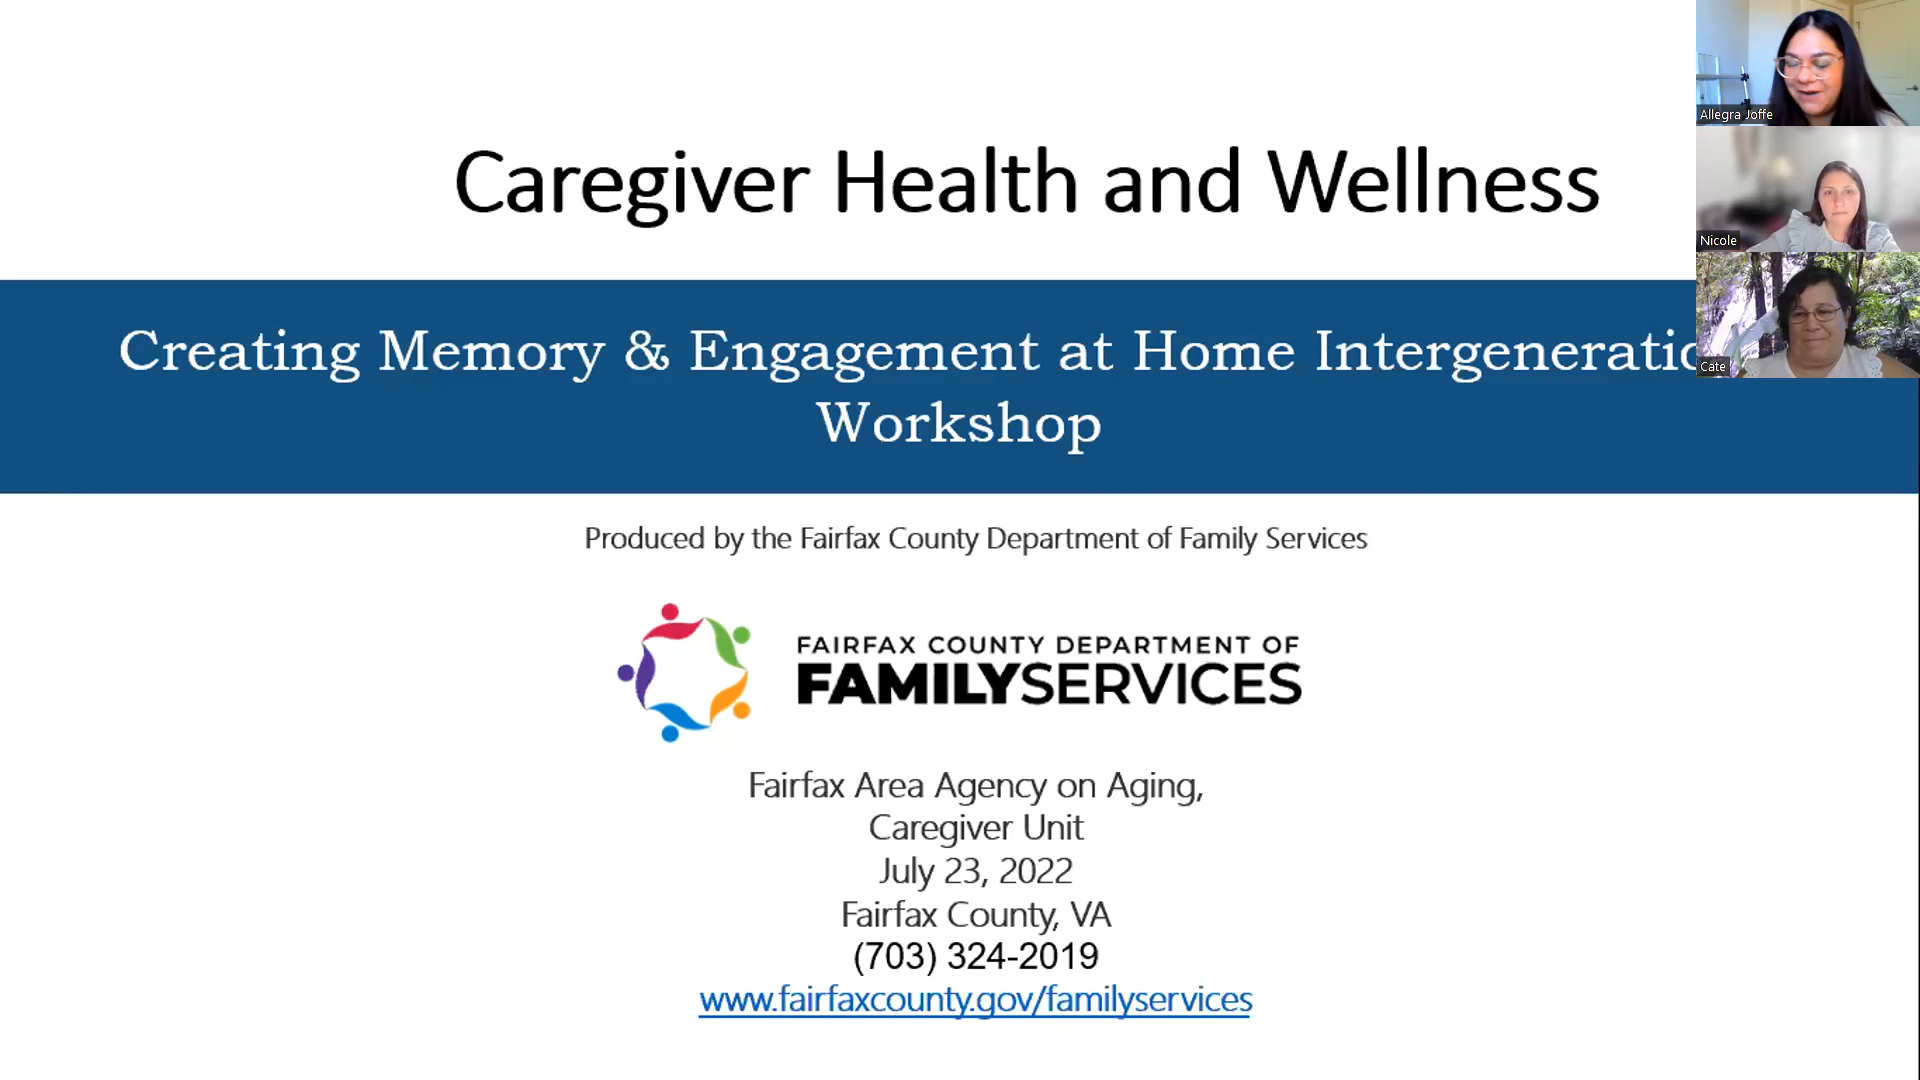 Caregiver Health and Wellness
Creating Memory & Engagement at Home Intergeneratio
Workshop
Produced by the Fairfax County Department of Family Services
FAIRFAX COUNTY DEPARTMENT OF
FAMILYSERVICES
Fairfax Area Agency on Aging,
Caregiver Unit
July 23, 2022
Fairfax County, VA
(703) 324-2019
www.fairfaxcounty.gov/familyservices
Allegra Joffe
Nicole
Cate